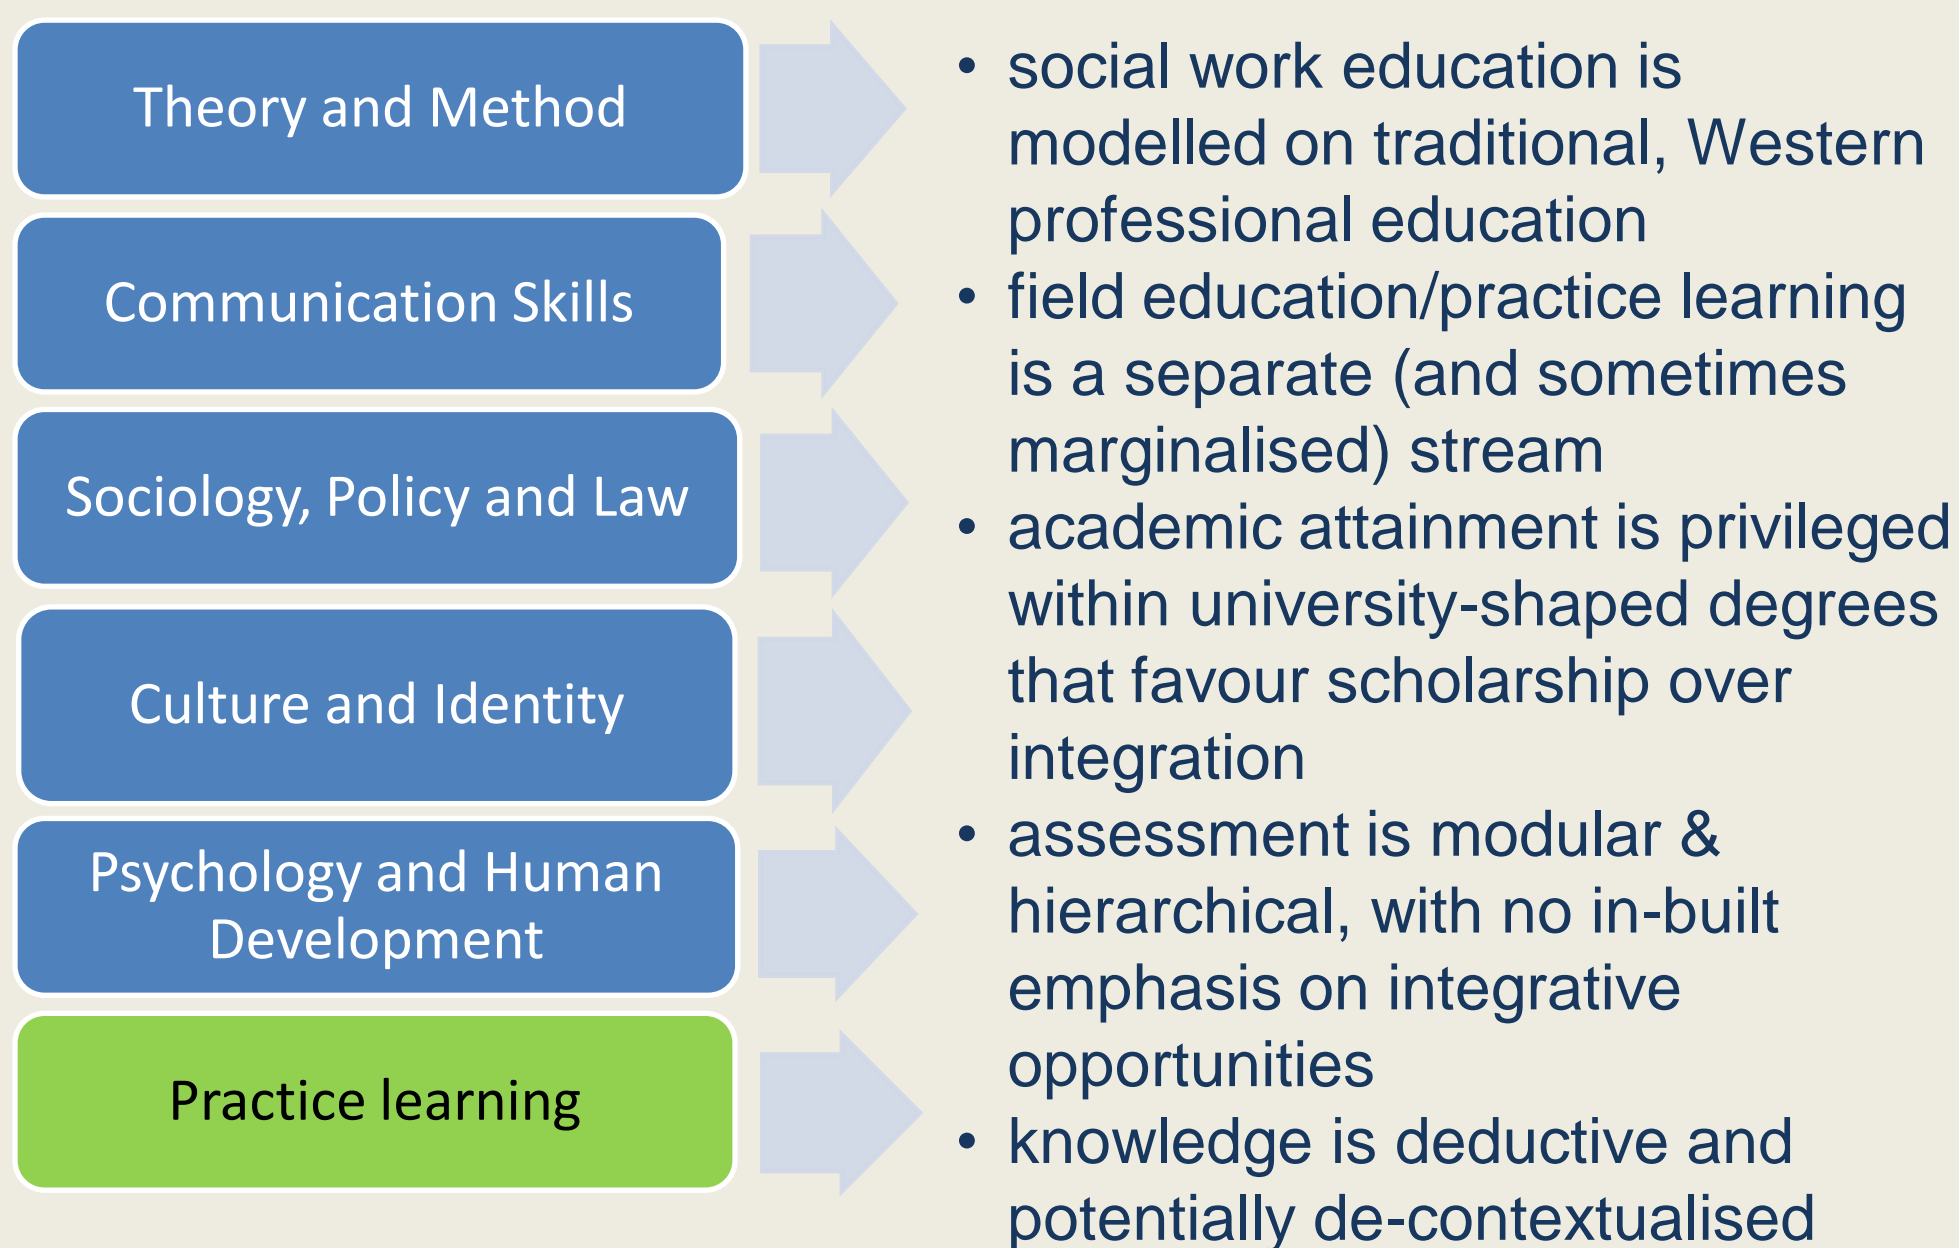 Theory and Method
Communication Skills
Sociology, Policy and Law
Culture and Identity
Psychology and Human
Development
Practice learning
• social work education is
modelled on traditional, Western
professional education
• field education/practice learning
is a separate (and sometimes
marginalised) stream
• academic attainment is privileged
within university-shaped degrees
that favour scholarship over
integration
• assessment is modular &
hierarchical, with no in-built
emphasis on integrative
opportunities
• knowledge is deductive and
potentially de-contextualised